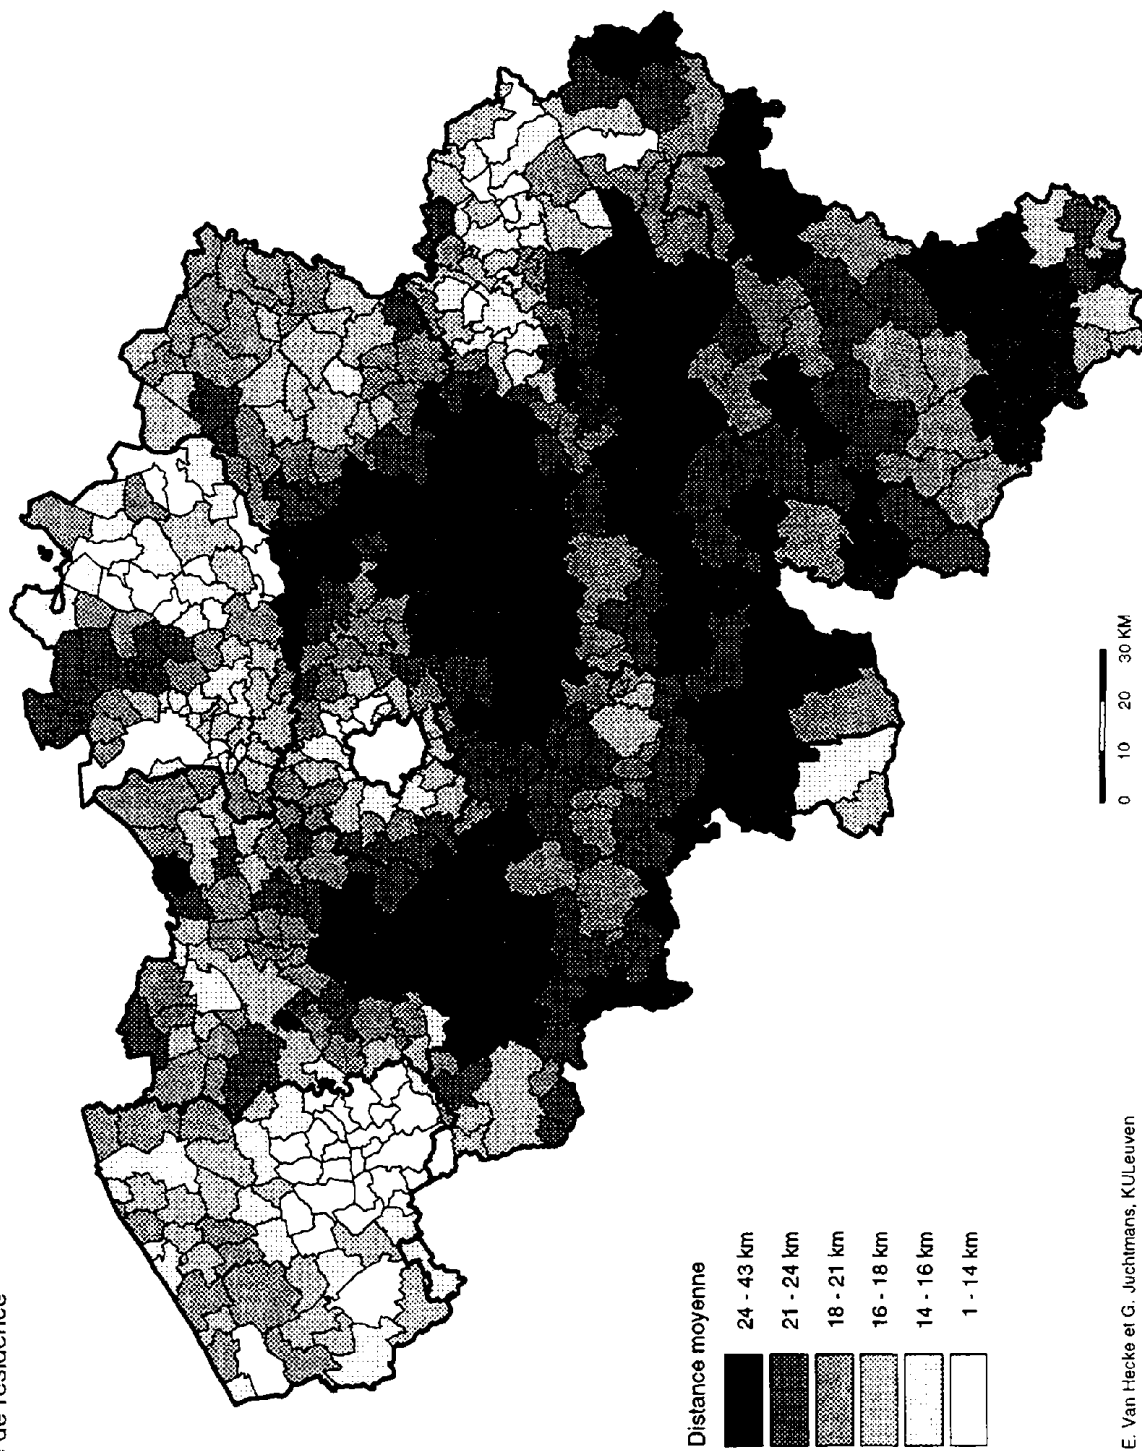 de résidence
Distance moyenne
24 - 43 km
21 - 24 km
18 - 21 km
16 - 18 km
14 - 16 km
1 - 14 km
0 10 20 30 KM
E. Van Hecke et G. Juchtmans, KULeuven